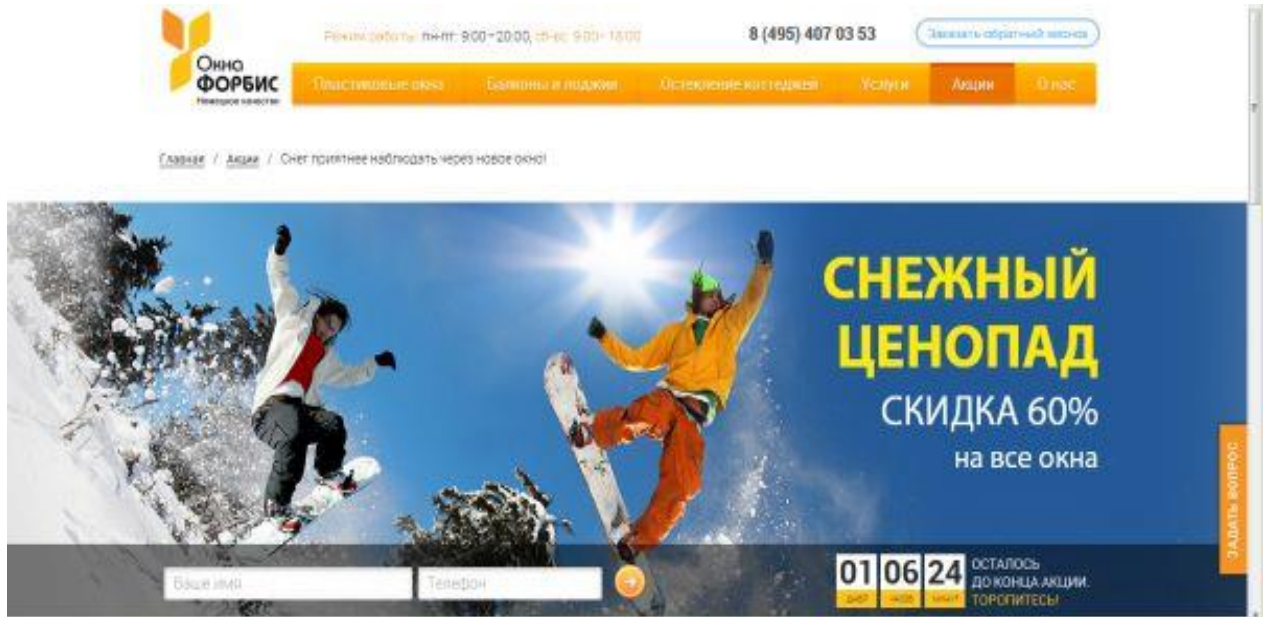 Режим работы: пн-пт: 9:00–20:00, сб-вс: 9:00–18:00
8 (495) 407 03 53
Заказать обратный звонок
Окна
ФОРБИС
Немецкое качество
Пластиковые окна Балконы и лоджии Остекление коттеджей Услуги Акции О нас
Главная / Акции / Снег приятнее наблюдать через новое окно!
СНЕЖНЫЙ
ЦЕНОПАД
СКИДКА 60%
на все окна
ЗАДАТЬ ВОПРОС
Ваше имя
Телефон
01 06 24
ОСТАЛОСЬ
ДО КОНЦА АКЦИИ.
ТОРОПИТЕСЬ!